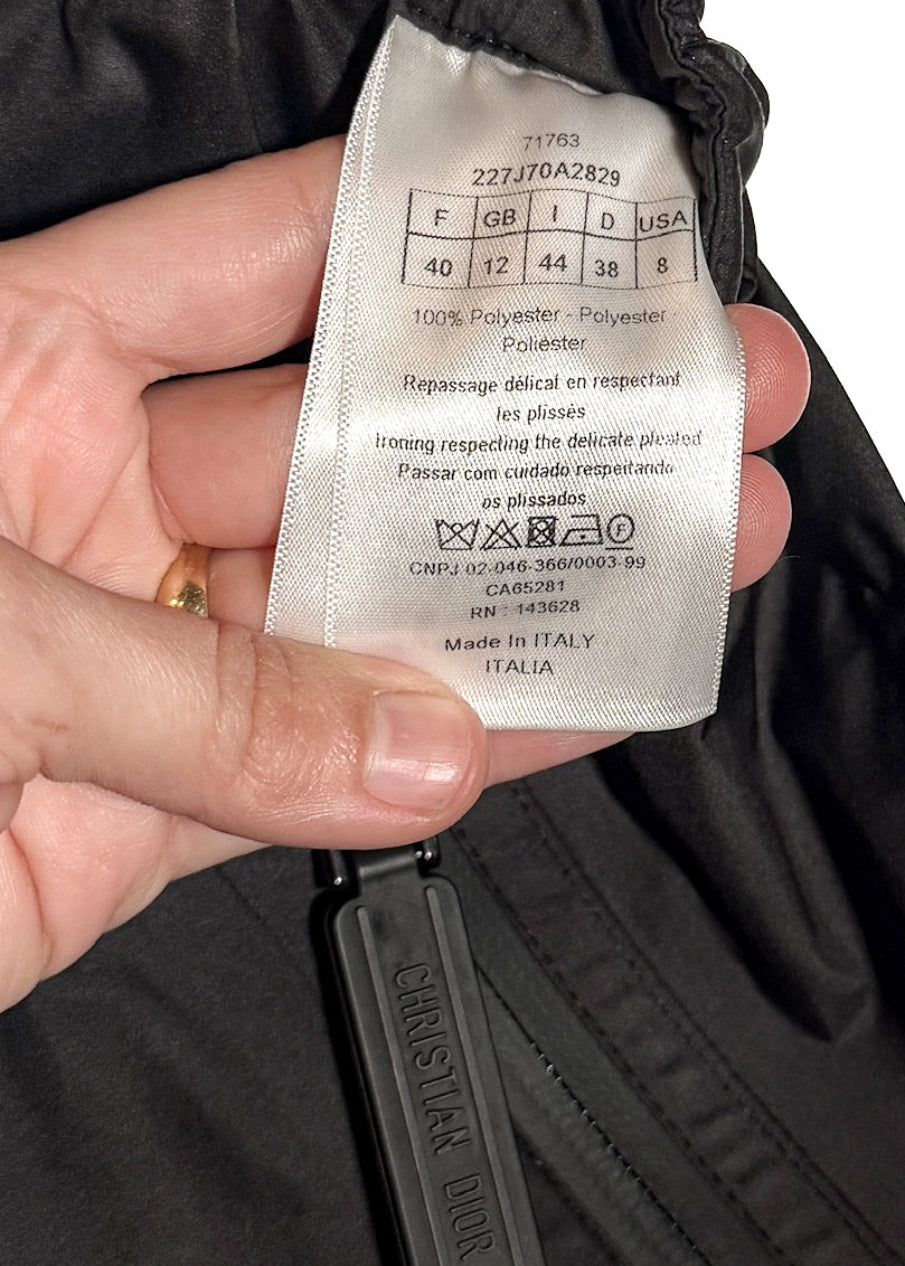 71763
227J70A2829
F GB I D USA
40 12 44 38 8
100% Polyester - Polyester
Poliester
Repassage délicat en respectant
les plissés
Ironing respecting the delicate pleated
Passar com cuidado respeitando
os plissados
F
CNPJ 02-046-366/0003-99
CA65281
RN : 143628
Made In ITALY
ITALIA
CHRISTIAN DIOR